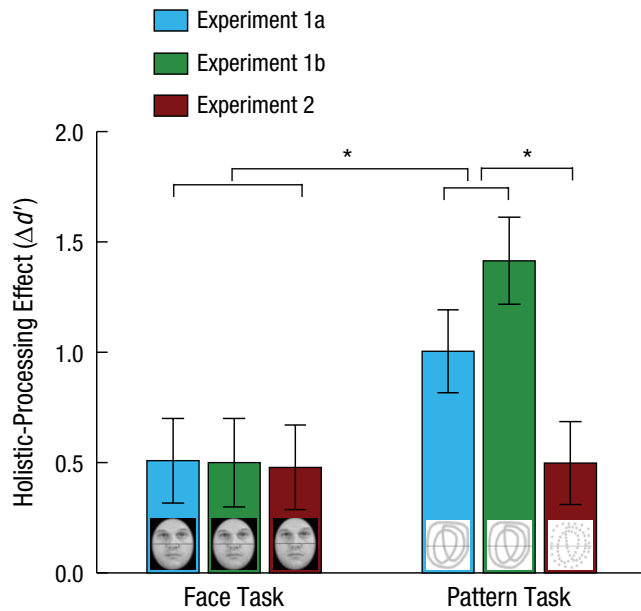 Experiment 1a
Experiment 1b
Experiment 2
Holistic-Processing Effect (Δd′)
2.0
1.5
1.0
0.5
0.0
*
*
Face Task
Pattern Task